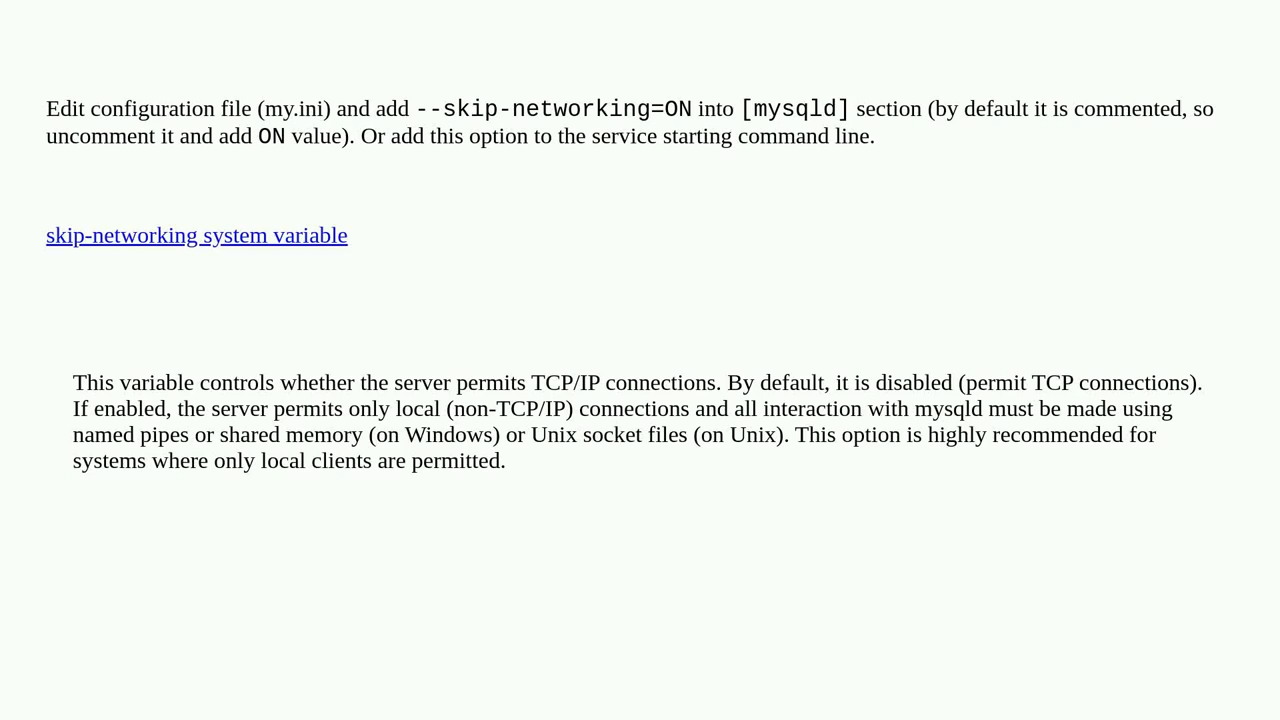 Edit configuration file (my.ini) and add --skip-networking=ON into [mysqld] section (by default it is commented, so
uncomment it and add ON value). Or add this option to the service starting command line.
skip-networking system variable
This variable controls whether the server permits TCP/IP connections. By default, it is disabled (permit TCP connections).
If enabled, the server permits only local (non-TCP/IP) connections and all interaction with mysqld must be made using
named pipes or shared memory (on Windows) or Unix socket files (on Unix). This option is highly recommended for
systems where only local clients are permitted.